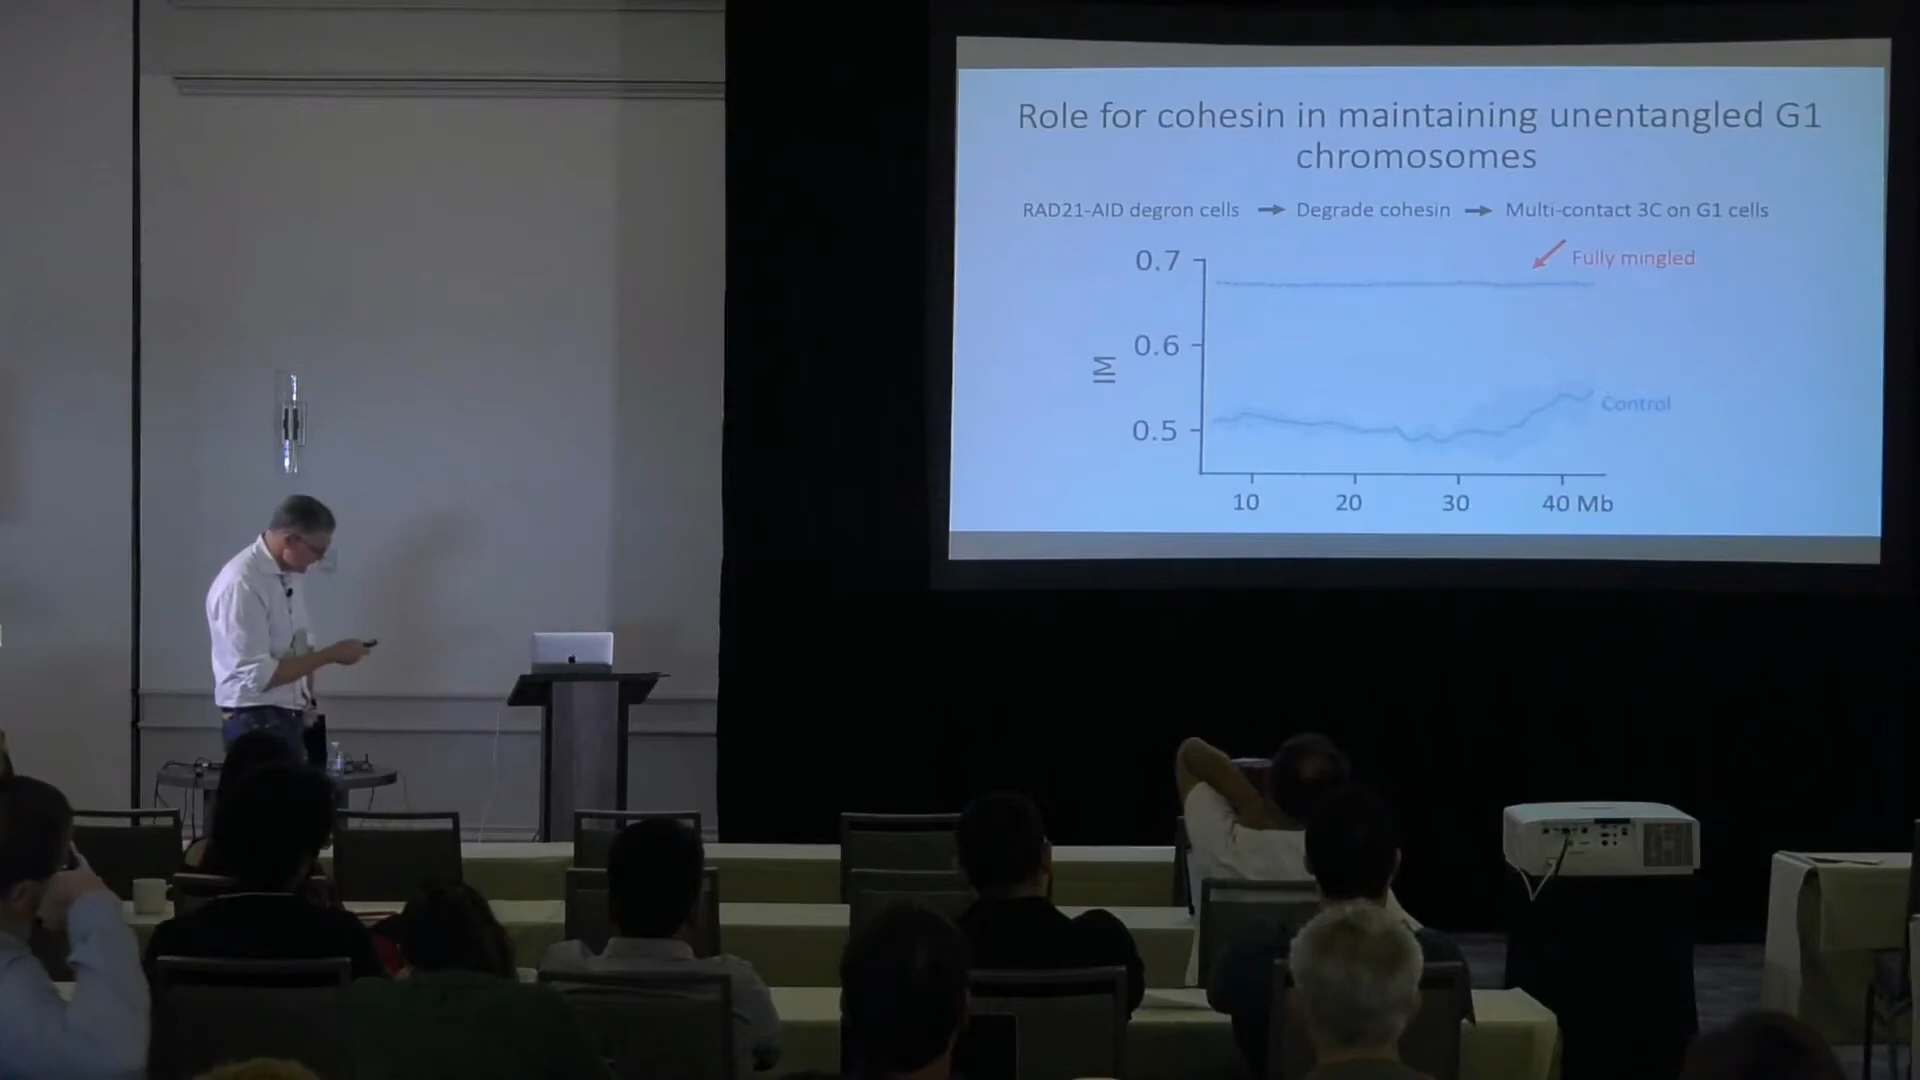 Role for cohesin in maintaining unentangled G1
chromosomes
RAD21-AID degron cells → Degrade cohesin → Multi-contact 3C on G1 cells
Fully mingled
0.7
0.6
IM
0.5
Control
10 20 30 40 Mb